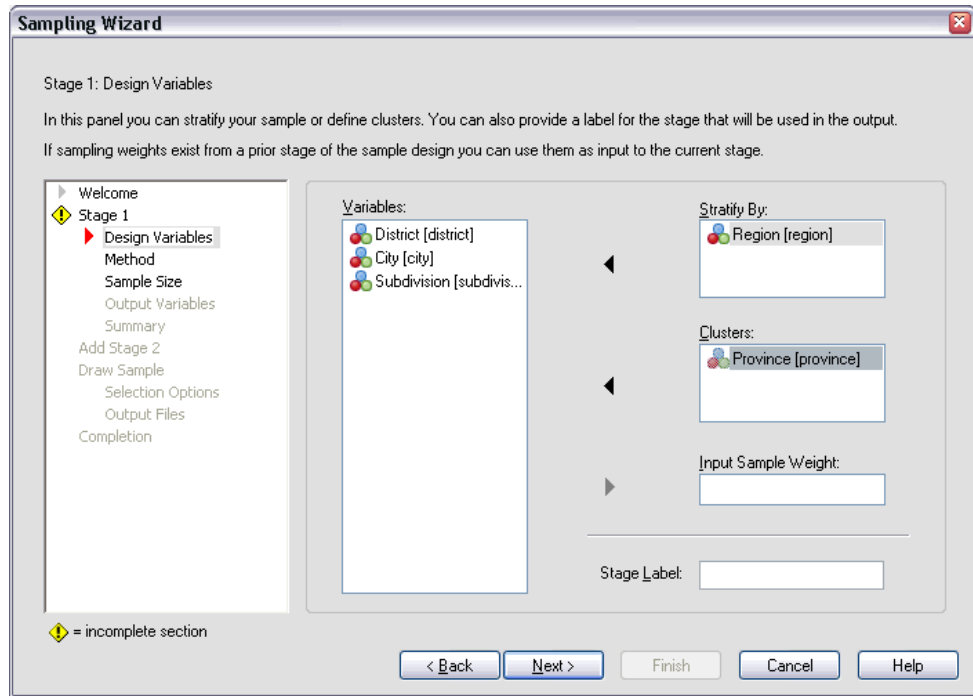 Sampling Wizard
Stage 1: Design Variables
In this panel you can stratify your sample or define clusters. You can also provide a label for the stage that will be used in the output.
If sampling weights exist from a prior stage of the sample design you can use them as input to the current stage.
Welcome
Stage 1
Design Variables
Method
Sample Size
Output Variables
Summary
Add Stage 2
Draw Sample
Selection Options
Output Files
Completion
! = incomplete section
Variables:
District [district]
City [city]
Subdivision [subdivis...
Stratify By:
Region [region]
Clusters:
Province [province]
Input Sample Weight:
Stage Label:
< Back
Next >
Finish
Cancel
Help